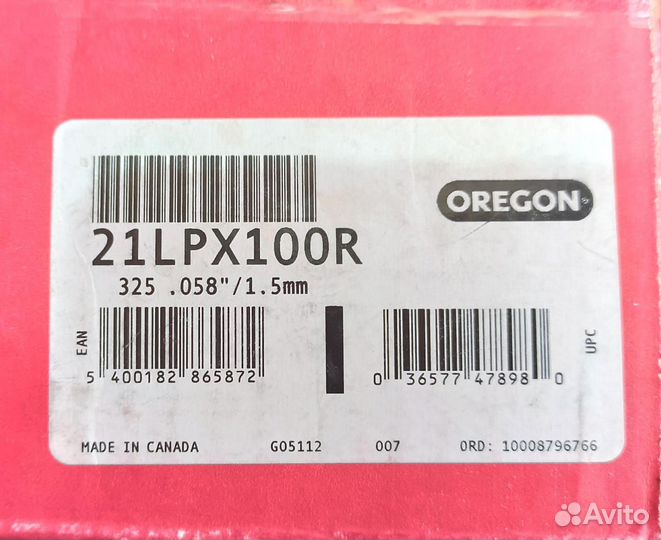 OREGON
21LPX100R
325 .058"/1.5mm
EAN
5 400182 865872
0 36577 47898 0
UPC
MADE IN CANADA G05112 007 ORD: 10008796766
Avito